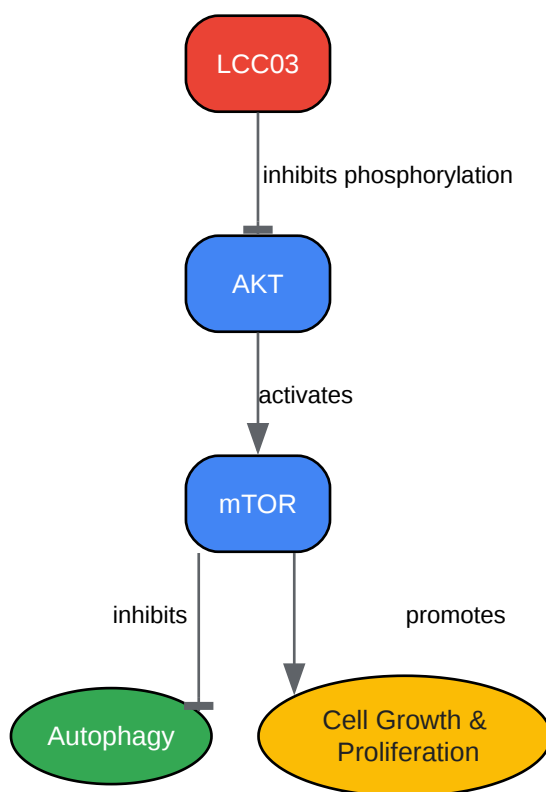 LCC03
inhibits phosphorylation
AKT
activates
mTOR
inhibits
promotes
Autophagy
Cell Growth &
Proliferation